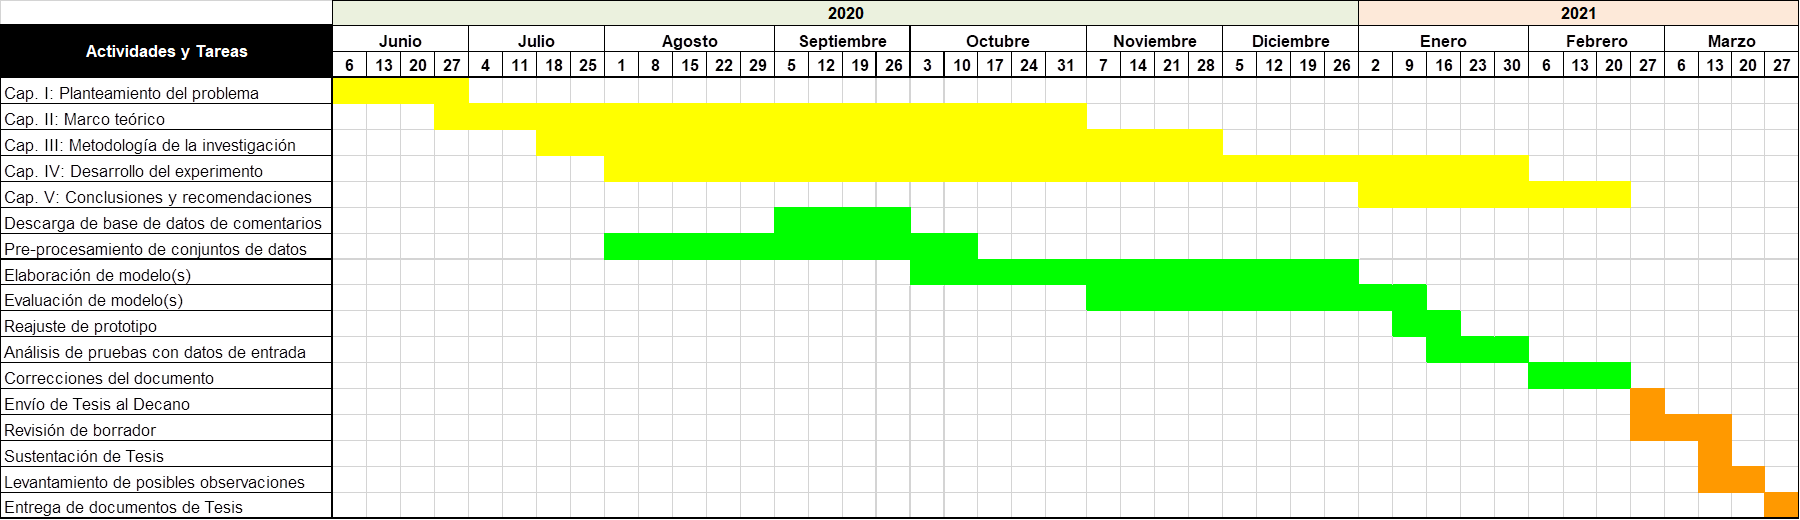 2020 2021
Actividades y Tareas
Junio Julio Agosto Septiembre Octubre Noviembre Diciembre Enero Febrero Marzo
6 13 20 27 4 11 18 25 1 8 15 22 29 5 12 19 26 3 10 17 24 31 7 14 21 28 5 12 19 26 2 9 16 23 30 6 13 20 27 6 13 20 27
Cap. I: Planteamiento del problema
Cap. II: Marco teórico
Cap. III: Metodología de la investigación
Cap. IV: Desarrollo del experimento
Cap. V: Conclusiones y recomendaciones
Descarga de base de datos de comentarios
Pre-procesamiento de conjuntos de datos
Elaboración de modelo(s)
Evaluación de modelo(s)
Reajuste de prototipo
Análisis de pruebas con datos de entrada
Correcciones del documento
Envío de Tesis al Decano
Revisión de borrador
Sustentación de Tesis
Levantamiento de posibles observaciones
Entrega de documentos de Tesis